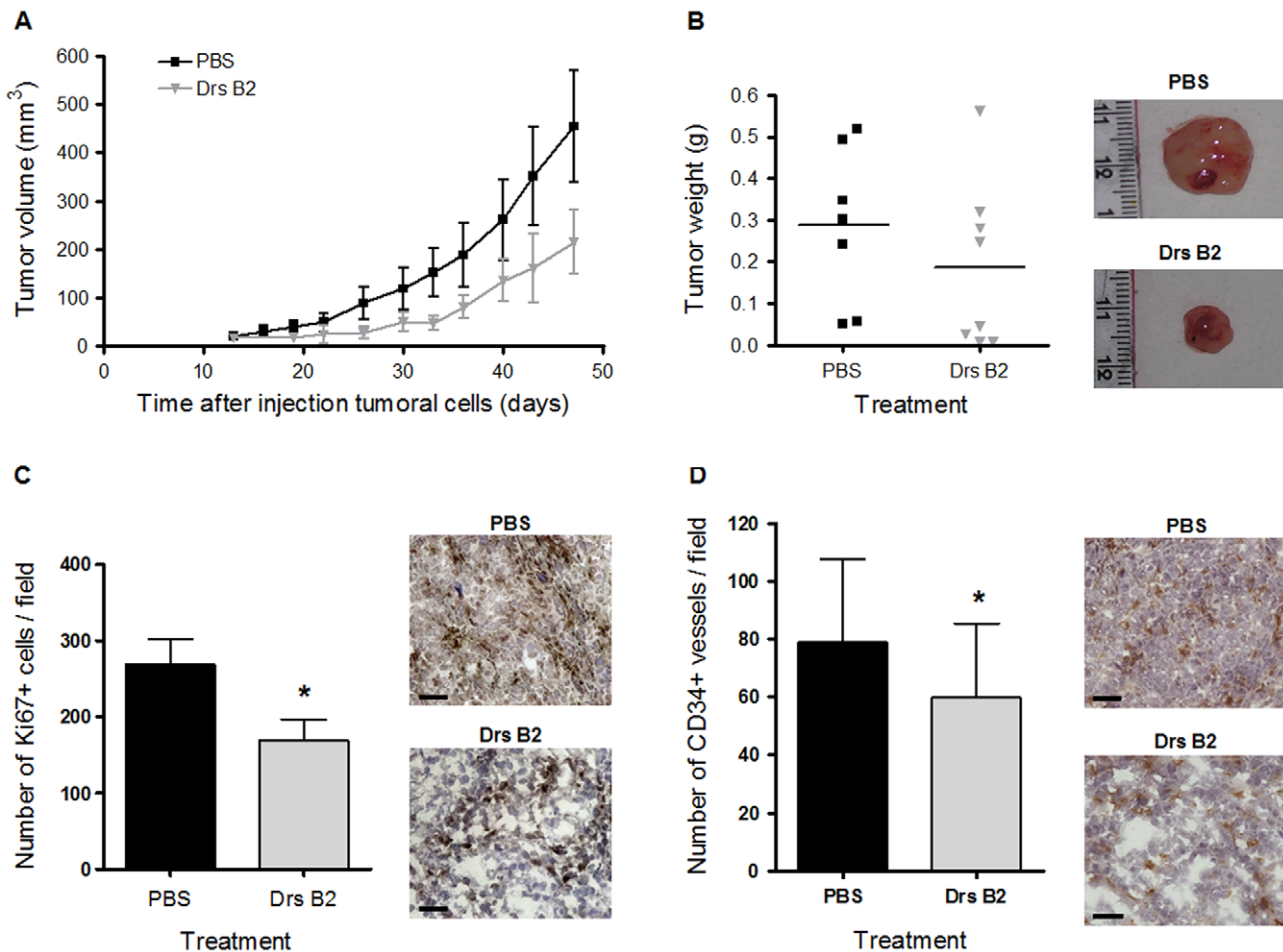 A
PBS
Drs B2
600
500
400
300
200
100
0
0 10 20 30 40 50
Tumor volume (mm3)
Time after injection tumoral cells (days)
B
0.6
0.5
0.4
0.3
0.2
0.1
0.0
Tumor weight (g)
PBS Drs B2
Treatment
PBS
11
12
1
Drs B2
11
12
C
400
300
200
100
0
Number of Ki67+ cells / field
*
PBS Drs B2
Treatment
PBS
Drs B2
D
120
100
80
60
40
20
0
Number of CD34+ vessels / field
*
PBS Drs B2
Treatment
PBS
Drs B2